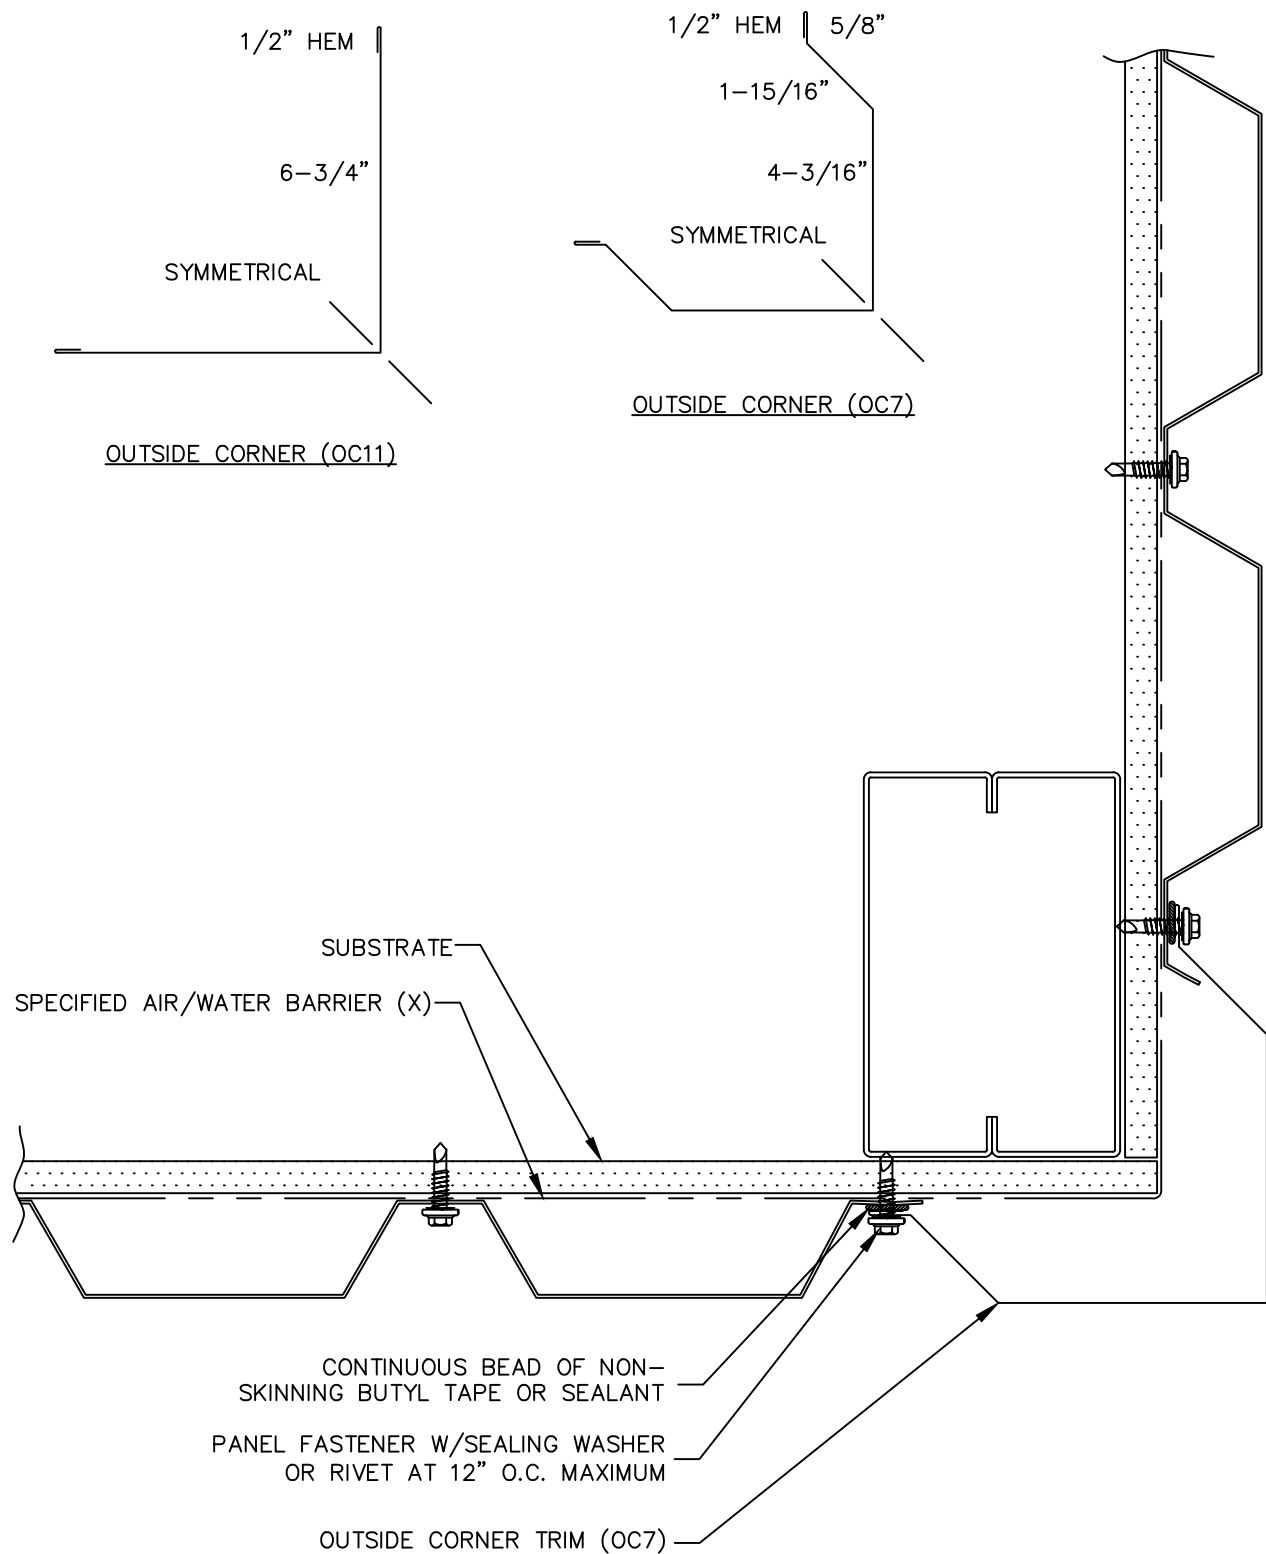 1/2” HEM
6-3/4”
SYMMETRICAL
OUTSIDE CORNER (OC11)
1/2” HEM
5/8”
1-15/16”
4-3/16”
SYMMETRICAL
OUTSIDE CORNER (OC7)
SUBSTRATE
SPECIFIED AIR/WATER BARRIER (X)
CONTINUOUS BEAD OF NON-
SKINNING BUTYL TAPE OR SEALANT
PANEL FASTENER W/SEALING WASHER
OR RIVET AT 12” O.C. MAXIMUM
OUTSIDE CORNER TRIM (OC7)